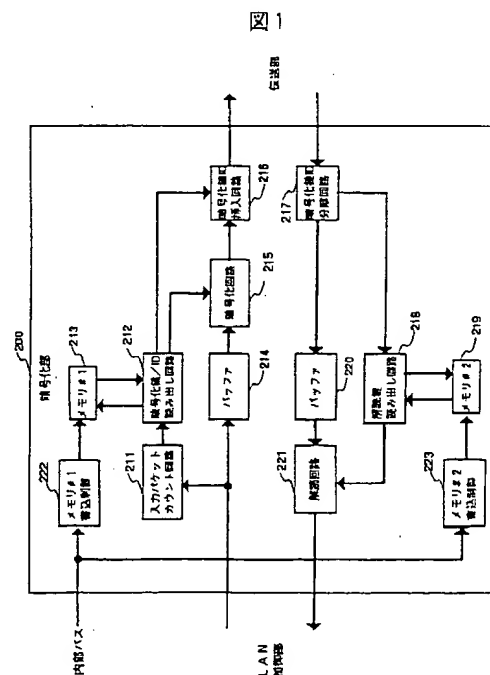 図1
200
暗号化部
伝送部
内部バス
LAN
制御部
222
メモリ#1
書込制御
213
メモリ#1
212
暗号化鍵/ID
読み出し回路
211
入力パケット
カウント回路
214
バッファ
215
暗号化回路
216
暗号化鍵ID
挿入回路
217
暗号化鍵ID
分離回路
220
バッファ
221
解読回路
218
解読鍵
読み出し回路
219
メモリ#2
223
メモリ#2
書込制御